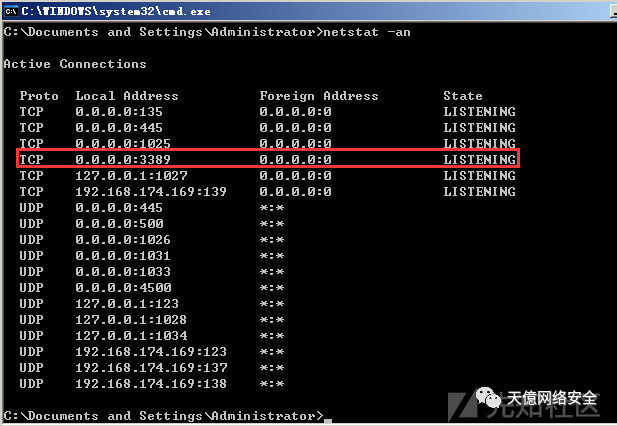 C:\WINDOWS\system32\cmd.exe
C:\Documents and Settings\Administrator>netstat -an
Active Connections
Proto  Local Address          Foreign Address        State
TCP    0.0.0.0:135            0.0.0.0:0              LISTENING
TCP    0.0.0.0:445            0.0.0.0:0              LISTENING
TCP    0.0.0.0:1025           0.0.0.0:0              LISTENING
TCP    0.0.0.0:3389           0.0.0.0:0              LISTENING
TCP    127.0.0.1:1027         0.0.0.0:0              LISTENING
TCP    192.168.174.169:139    0.0.0.0:0              LISTENING
UDP    0.0.0.0:445            *:*
UDP    0.0.0.0:500            *:*
UDP    0.0.0.0:1026           *:*
UDP    0.0.0.0:1031           *:*
UDP    0.0.0.0:1033           *:*
UDP    0.0.0.0:4500           *:*
UDP    127.0.0.1:123          *:*
UDP    127.0.0.1:1028         *:*
UDP    127.0.0.1:1034         *:*
UDP    192.168.174.169:123    *:*
UDP    192.168.174.169:137    *:*
UDP    192.168.174.169:138    *:*
天億网络安全
先知社区
C:\Documents and Settings\Administrator>_